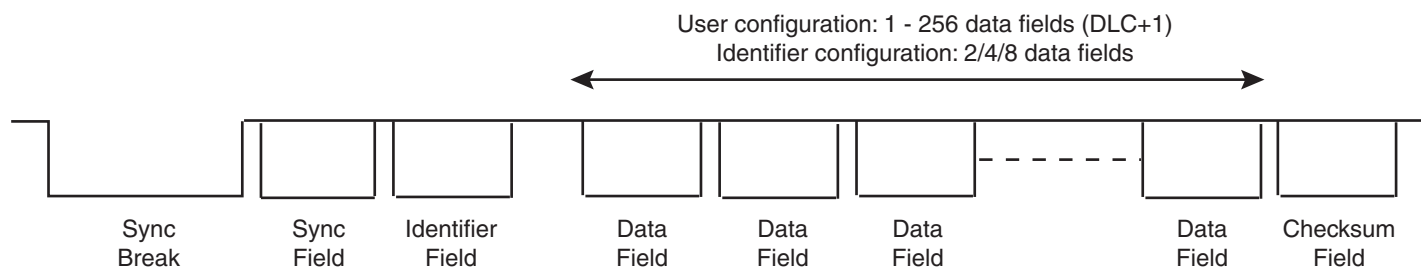 User configuration: 1 - 256 data fields (DLC+1)
Identifier configuration: 2/4/8 data fields
Sync
Break
Sync
Field
Identifier
Field
Data
Field
Data
Field
Data
Field
Data
Field
Checksum
Field